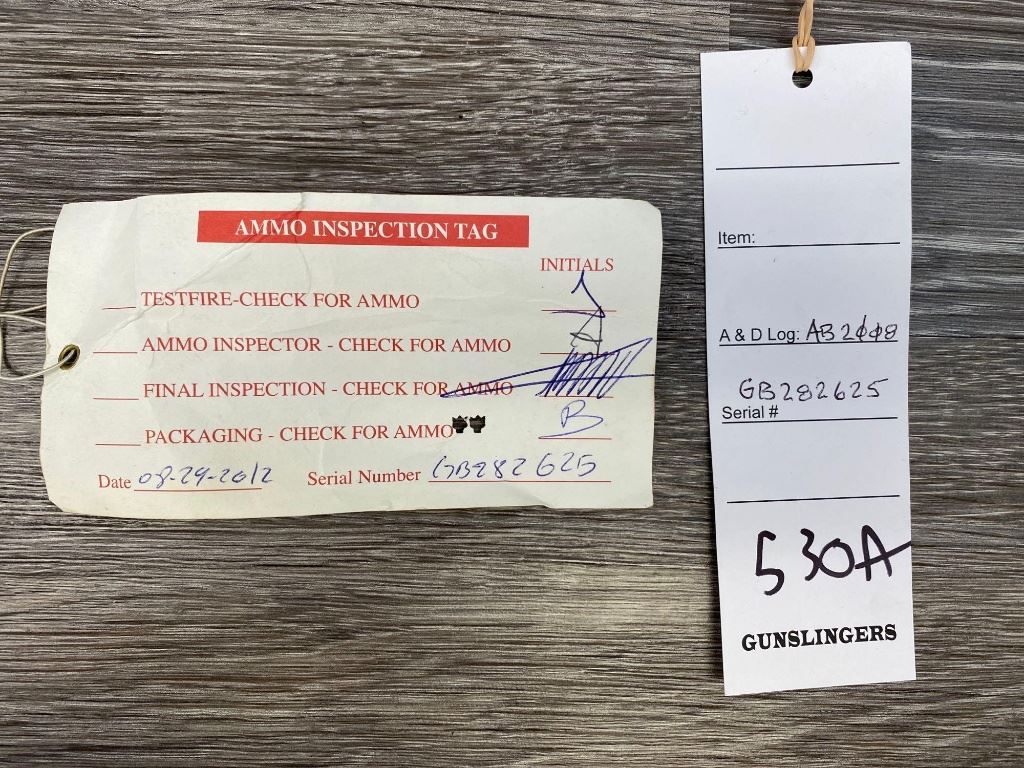 AMMO INSPECTION TAG
INITIALS
TESTFIRE-CHECK FOR AMMO
AMMO INSPECTOR - CHECK FOR AMMO
FINAL INSPECTION - CHECK FOR AMMO
PACKAGING - CHECK FOR AMMO
B
Date 08-29-2012 Serial Number GB282625
Item:
A & D Log: AB2008
GB282625
Serial #
530A
GUNSLINGERS